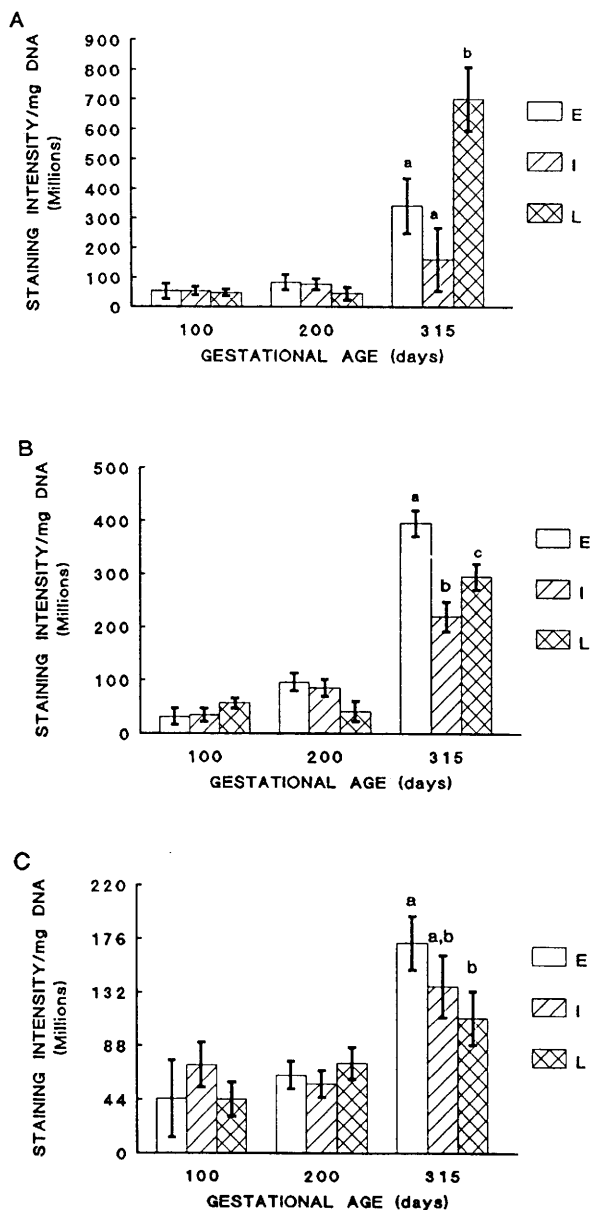 A
STAINING INTENSITY/mg DNA
(Millions)
900
800
700
600
500
400
300
200
100
0
a
a
b
E
I
L
100 200 315
GESTATIONAL AGE (days)
B
STAINING INTENSITY/mg DNA
(Millions)
500
400
300
200
100
0
a
b
c
E
I
L
100 200 315
GESTATIONAL AGE (days)
C
STAINING INTENSITY/mg DNA
(Millions)
220
176
132
88
44
0
a
a,b
b
E
I
L
100 200 315
GESTATIONAL AGE (days)